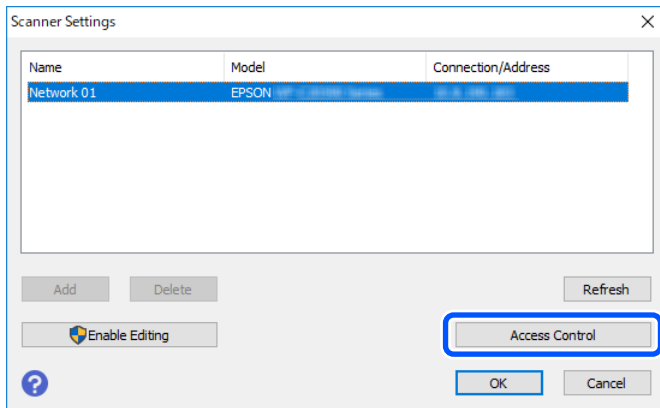 Scanner Settings
Name Model Connection/Address
Network 01 EPSON
Add Delete Refresh
Enable Editing Access Control
? OK Cancel